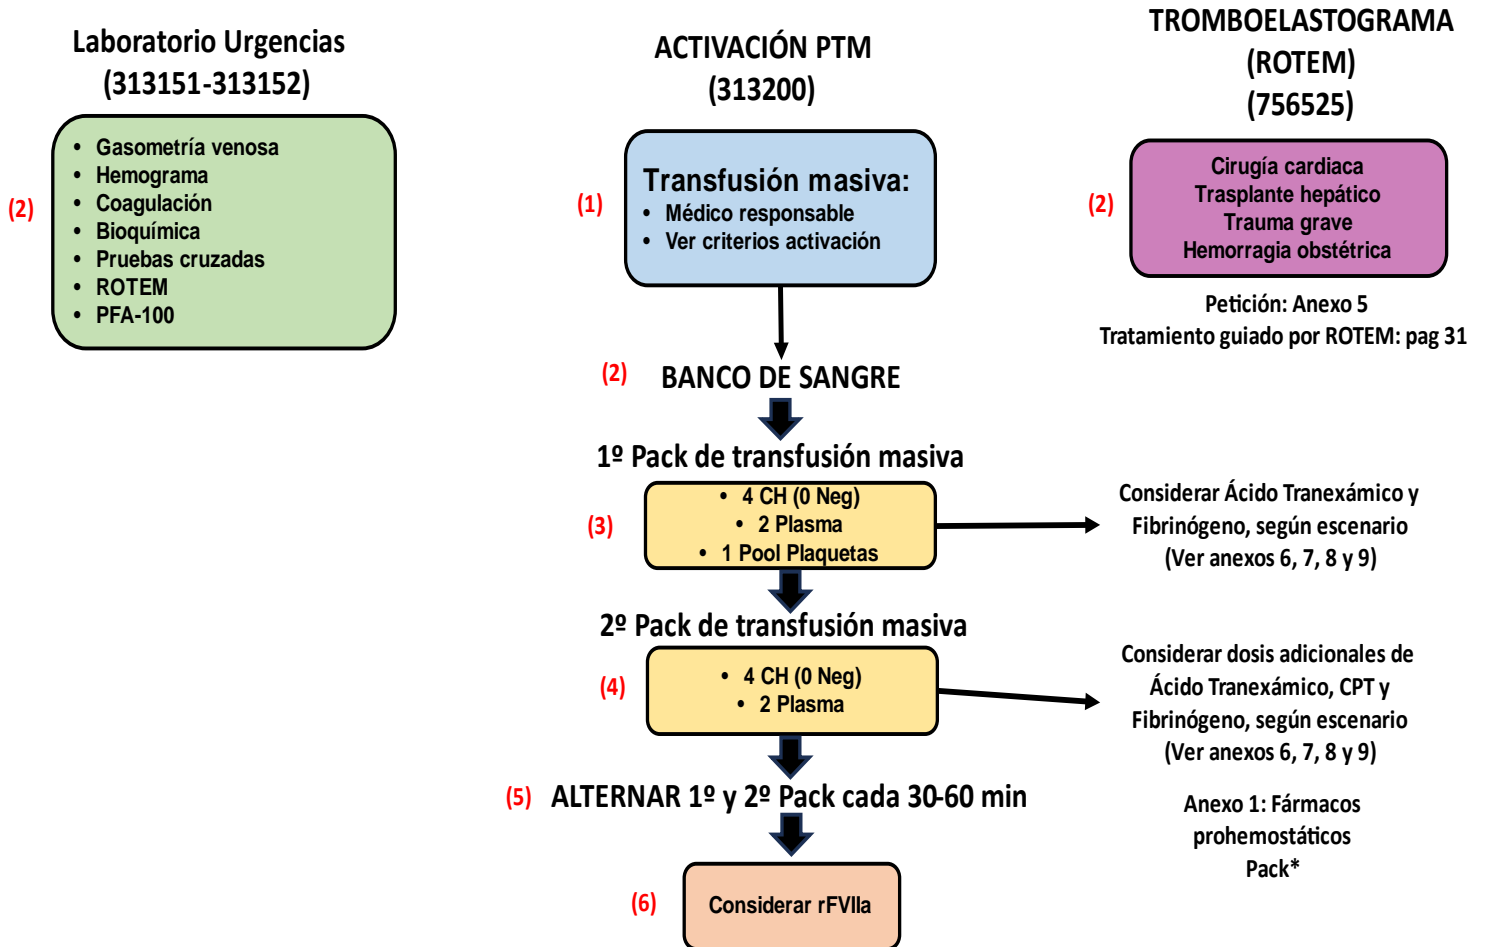 Laboratorio Urgencias
(313151-313152)
(2)
• Gasometría venosa
• Hemograma
• Coagulación
• Bioquímica
• Pruebas cruzadas
• ROTEM
• PFA-100
ACTIVACIÓN PTM
(313200)
(1)
Transfusión masiva:
• Médico responsable
• Ver criterios activación
TROMBOELASTOGRAMA
(ROTEM)
(756525)
(2)
Cirugía cardiaca
Trasplante hepático
Trauma grave
Hemorragia obstétrica
Petición: Anexo 5
Tratamiento guiado por ROTEM: pag 31
(2) BANCO DE SANGRE
1º Pack de transfusión masiva
(3)
• 4 CH (0 Neg)
• 2 Plasma
• 1 Pool Plaquetas
Considerar Ácido Tranexámico y
Fibrinógeno, según escenario
(Ver anexos 6, 7, 8 y 9)
2º Pack de transfusión masiva
(4)
• 4 CH (0 Neg)
• 2 Plasma
Considerar dosis adicionales de
Ácido Tranexámico, CPT y
Fibrinógeno, según escenario
(Ver anexos 6, 7, 8 y 9)
(5) ALTERNAR 1º y 2º Pack cada 30-60 min
Anexo 1: Fármacos
prohemostáticos
Pack*
(6) Considerar rFVIIa